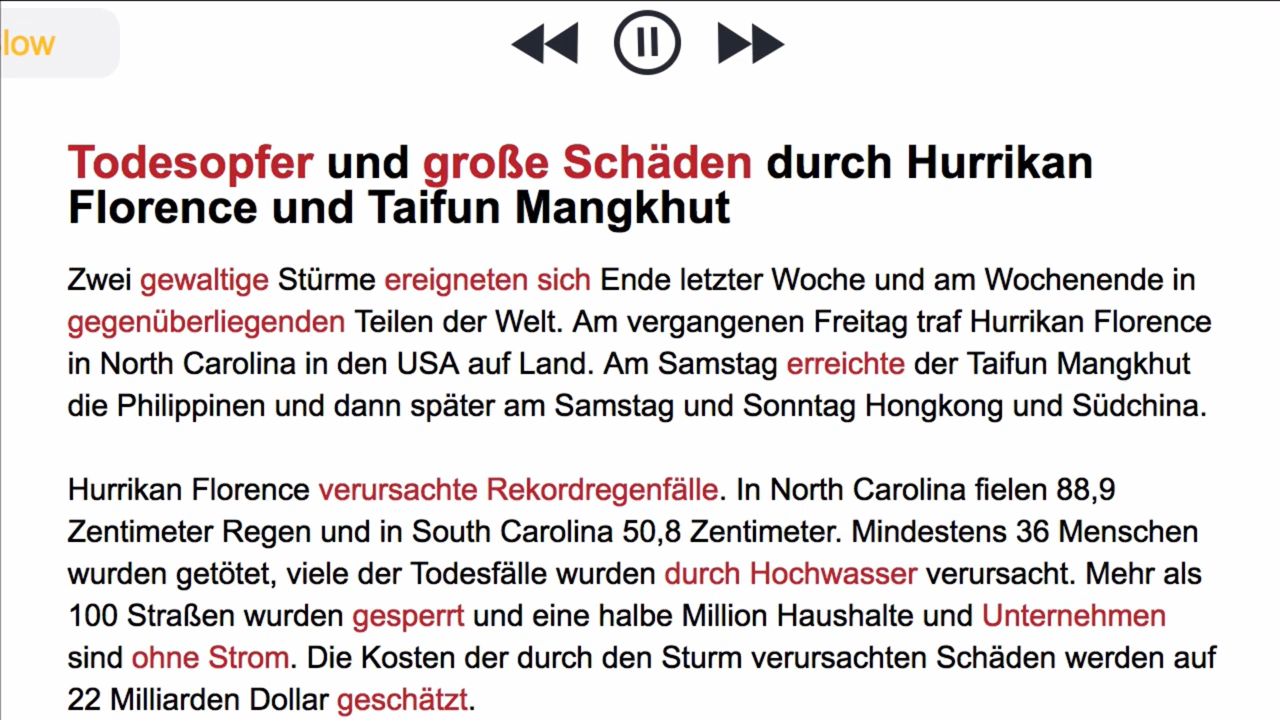 low
Todesopfer und große Schäden durch Hurrikan
Florence und Taifun Mangkhut
Zwei gewaltige Stürme ereigneten sich Ende letzter Woche und am Wochenende in
gegenüberliegenden Teilen der Welt. Am vergangenen Freitag traf Hurrikan Florence
in North Carolina in den USA auf Land. Am Samstag erreichte der Taifun Mangkhut
die Philippinen und dann später am Samstag und Sonntag Hongkong und Südchina.
Hurrikan Florence verursachte Rekordregenfälle. In North Carolina fielen 88,9
Zentimeter Regen und in South Carolina 50,8 Zentimeter. Mindestens 36 Menschen
wurden getötet, viele der Todesfälle wurden durch Hochwasser verursacht. Mehr als
100 Straßen wurden gesperrt und eine halbe Million Haushalte und Unternehmen
sind ohne Strom. Die Kosten der durch den Sturm verursachten Schäden werden auf
22 Milliarden Dollar geschätzt.